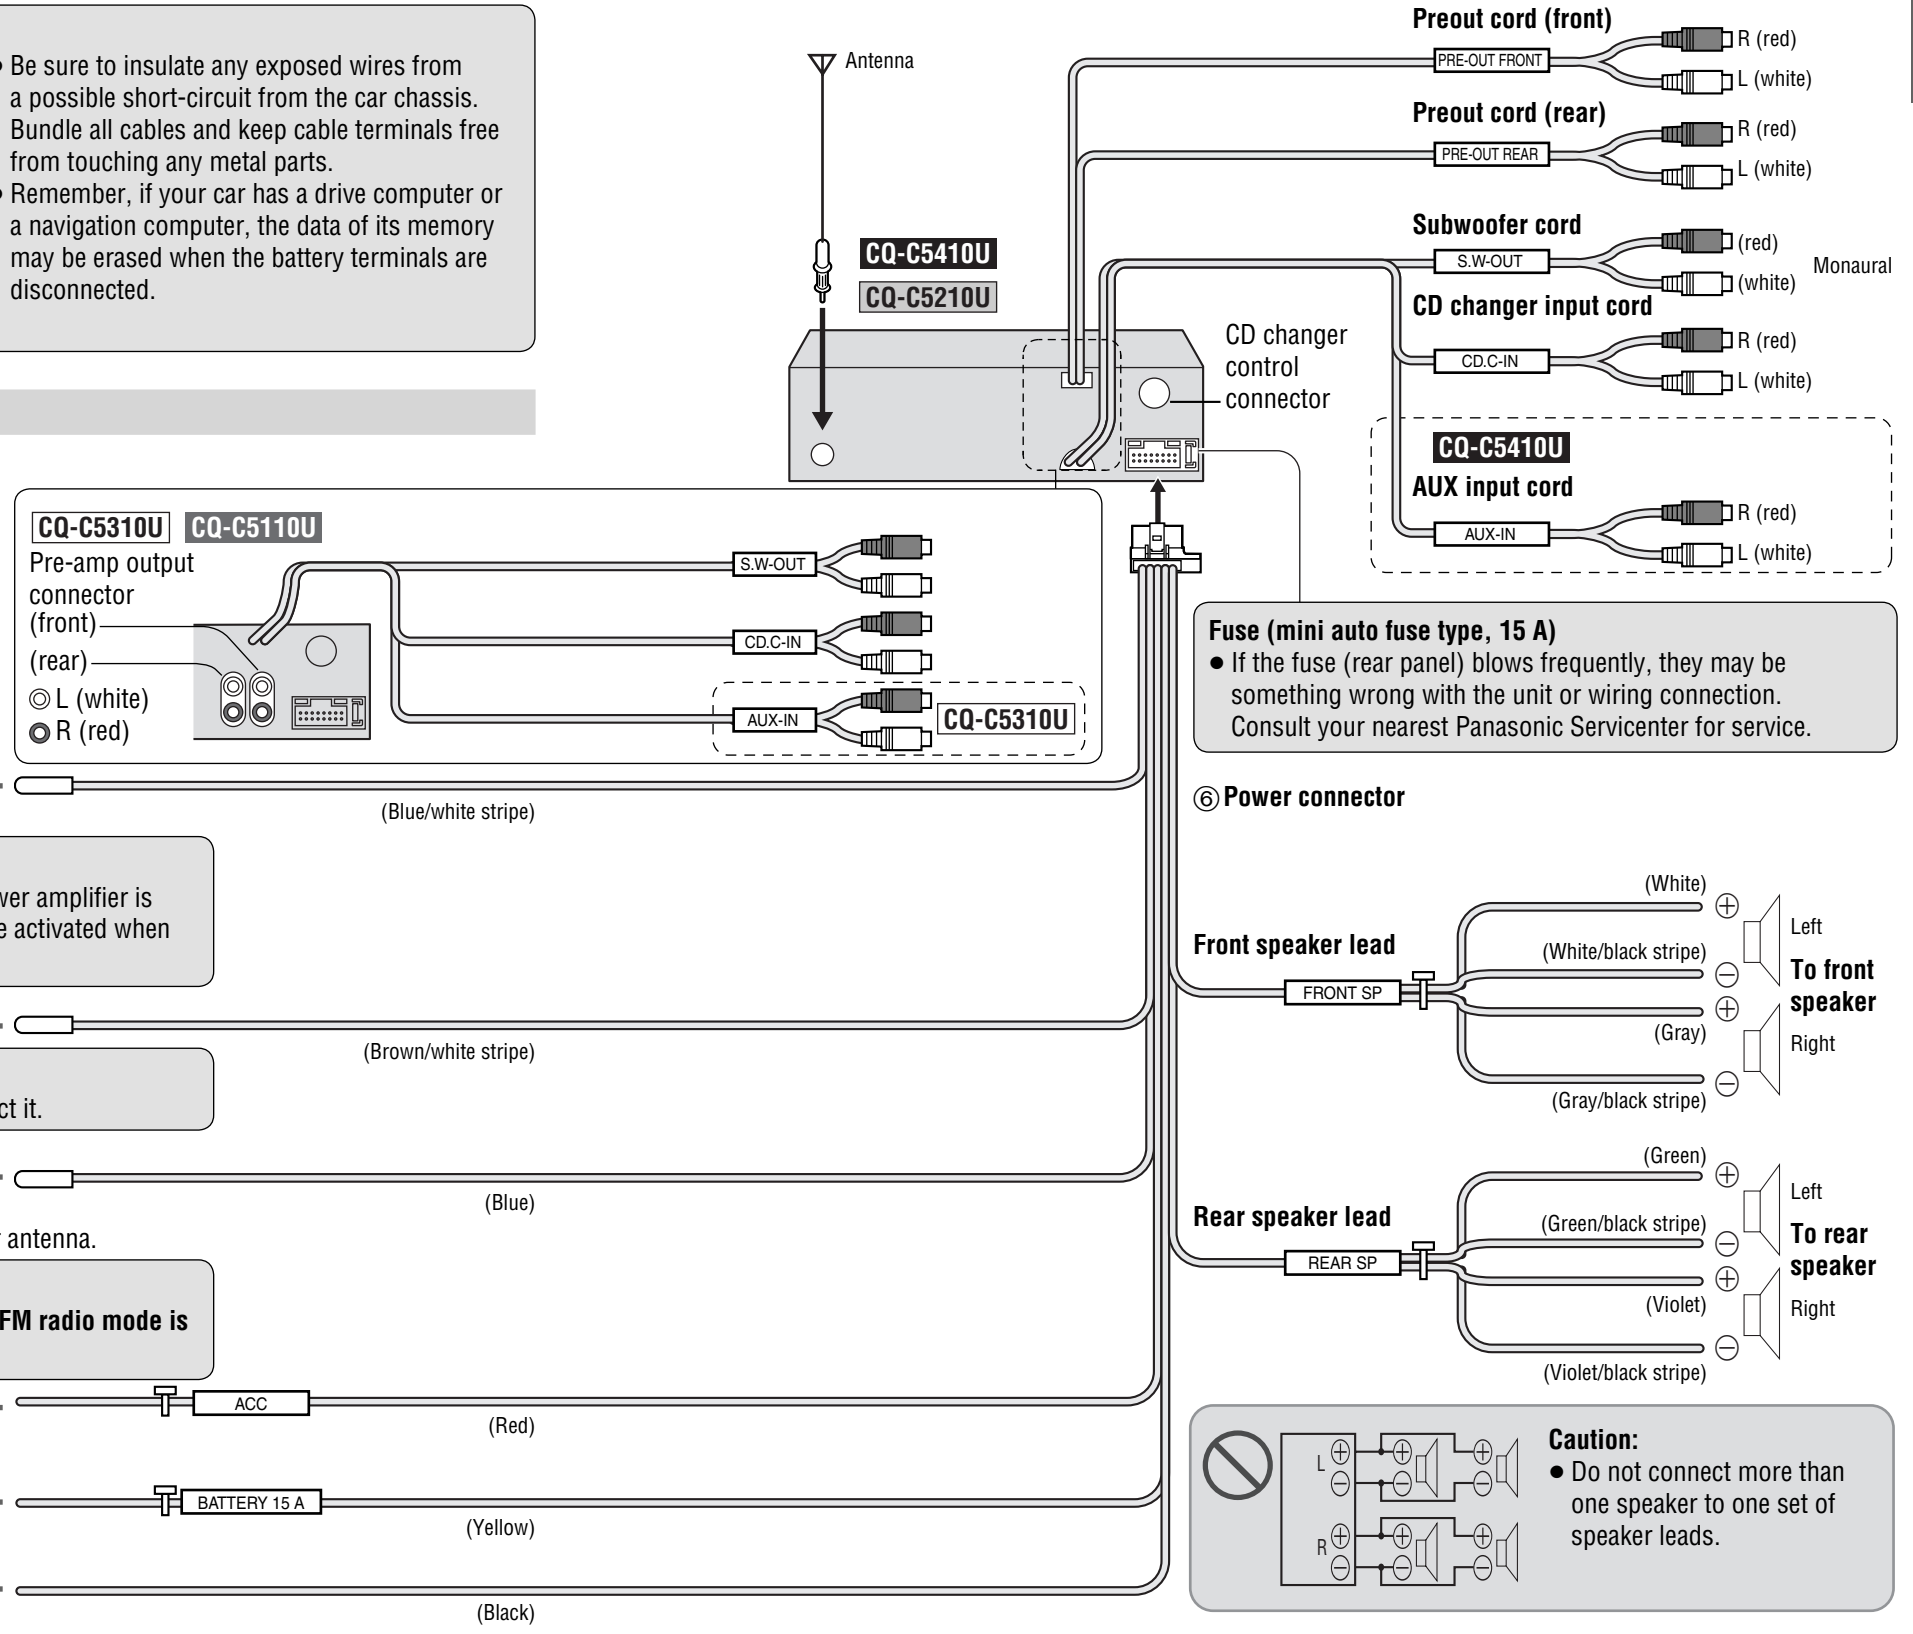 ● Be sure to insulate any exposed wires from
a possible short-circuit from the car chassis.
Bundle all cables and keep cable terminals free
from touching any metal parts.
● Remember, if your car has a drive computer or
a navigation computer, the data of its memory
may be erased when the battery terminals are
disconnected.
Antenna
CQ-C5410U
CQ-C5210U
CD changer
control
connector
Preout cord (front)
PRE-OUT FRONT
R (red)
L (white)
Preout cord (rear)
PRE-OUT REAR
R (red)
L (white)
Subwoofer cord
S.W-OUT
(red)
(white)
Monaural
CD changer input cord
CD.C-IN
R (red)
L (white)
CQ-C5410U
AUX input cord
AUX-IN
R (red)
L (white)
CQ-C5310U CQ-C5110U
Pre-amp output
connector
(front)
(rear)
L (white)
R (red)
S.W-OUT
CD.C-IN
AUX-IN
CQ-C5310U
Fuse (mini auto fuse type, 15 A)
● If the fuse (rear panel) blows frequently, they may be
something wrong with the unit or wiring connection.
Consult your nearest Panasonic Servicenter for service.
⑥ Power connector
(Blue/white stripe)
wer amplifier is
e activated when
(Brown/white stripe)
ct it.
(Blue)
antenna.
FM radio mode is
ACC
(Red)
BATTERY 15 A
(Yellow)
(Black)
Front speaker lead
FRONT SP
(White)
⊕
Left
(White/black stripe)
⊖
To front
speaker
⊕
(Gray)
Right
⊖
(Gray/black stripe)
Rear speaker lead
REAR SP
(Green)
⊕
Left
(Green/black stripe)
⊖
To rear
speaker
⊕
(Violet)
Right
⊖
(Violet/black stripe)
L ⊕ ⊕ ⊕
⊖ ⊖ ⊖
R ⊕ ⊕ ⊕
⊖ ⊖ ⊖
Caution:
● Do not connect more than
one speaker to one set of
speaker leads.